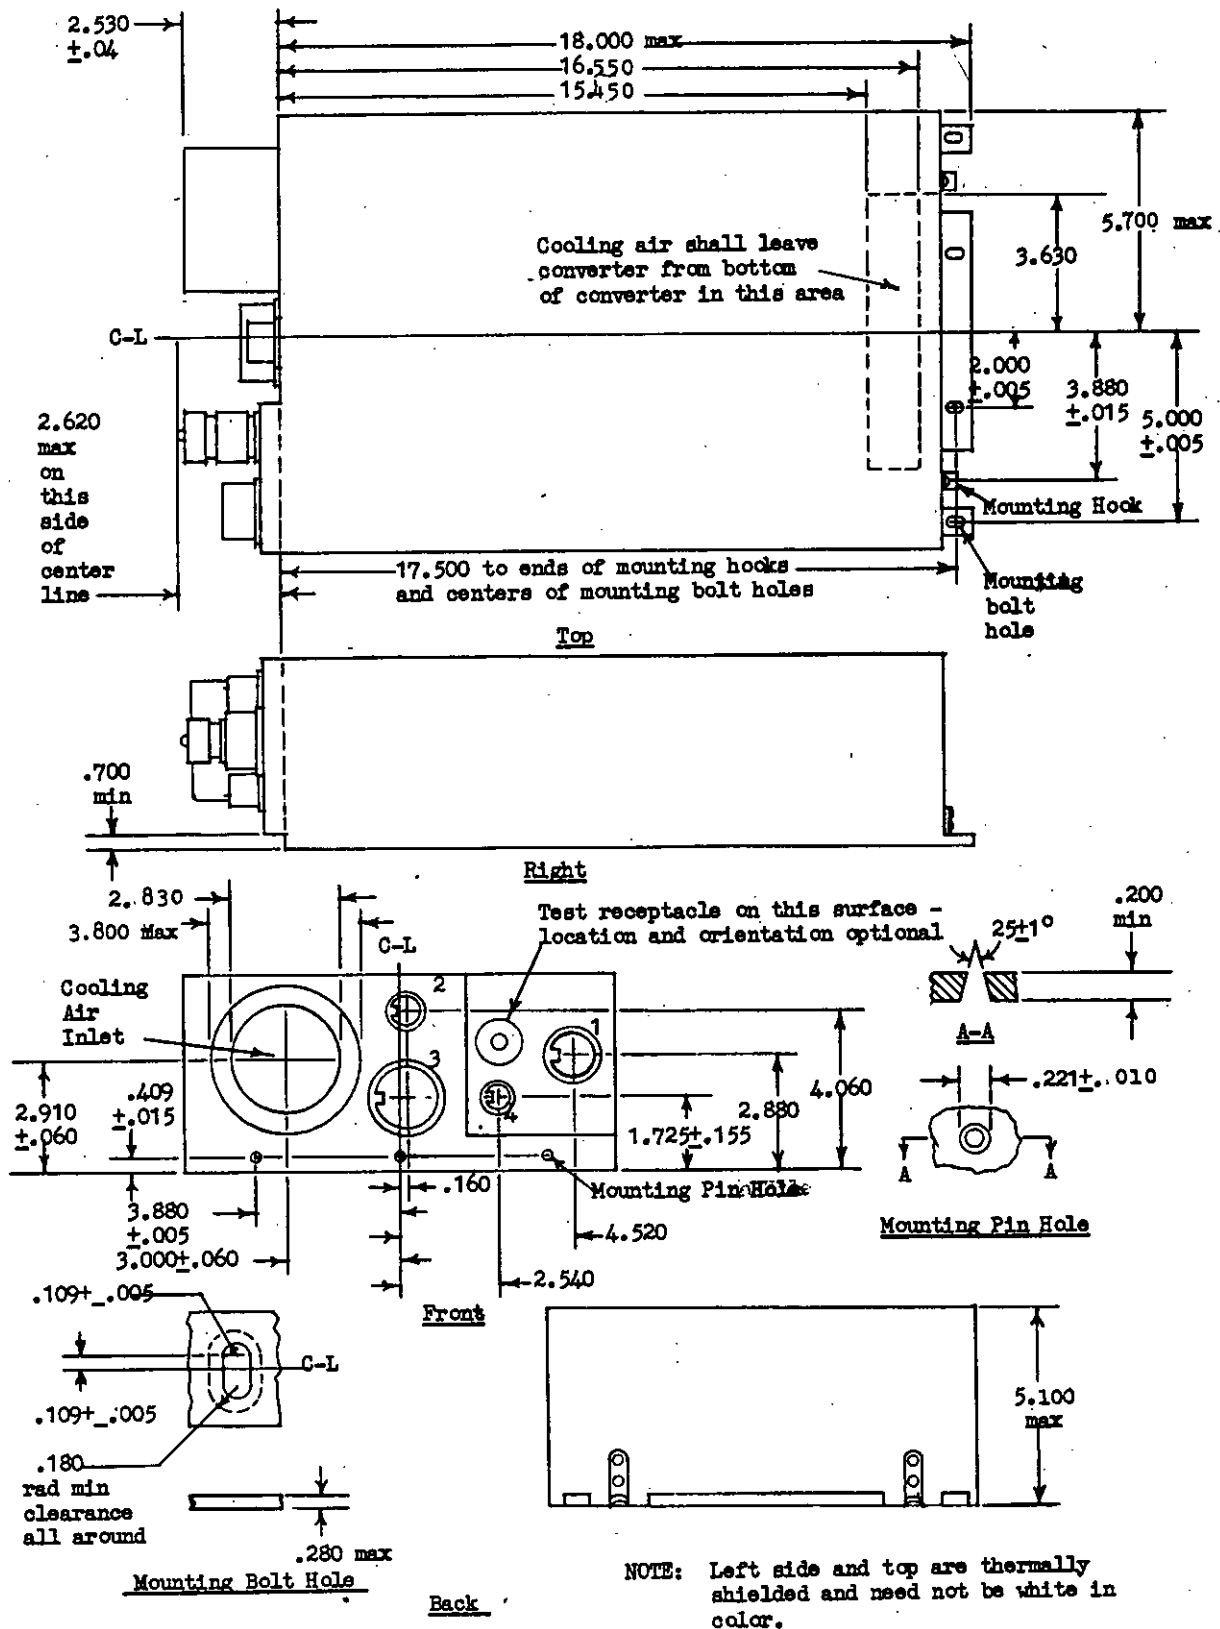 2.530
±.04
18.000 max
16.550
15.450
5.700 max
3.630
Cooling air shall leave
converter from bottom
of converter in this area
C-L
2.000
±.005
3.880
±.015
5.000
±.005
2.620
max
on
this
side
of
center
line
Mounting Hook
17.500 to ends of mounting hooks
and centers of mounting bolt holes
Mounting
bolt
hole
Top
.700
min
Right
2.830
3.800 Max
C-L
Test receptacle on this surface -
location and orientation optional
25±1°
.200
min
Cooling
Air
Inlet
2
1
3
4
A-A
.221±.010
2.910
±.060
.409
±.015
4.060
2.880
1.725±.155
A
A
.160
Mounting Pin Hole
3.880
±.005
3.000±.060
4.520
2.540
Mounting Pin Hole
Front
.109+_.005
C-L
.109+_.005
.180
rad min
clearance
all around
.280 max
Mounting Bolt Hole
5.100
max
Back
NOTE: Left side and top are thermally
shielded and need not be white in
color.